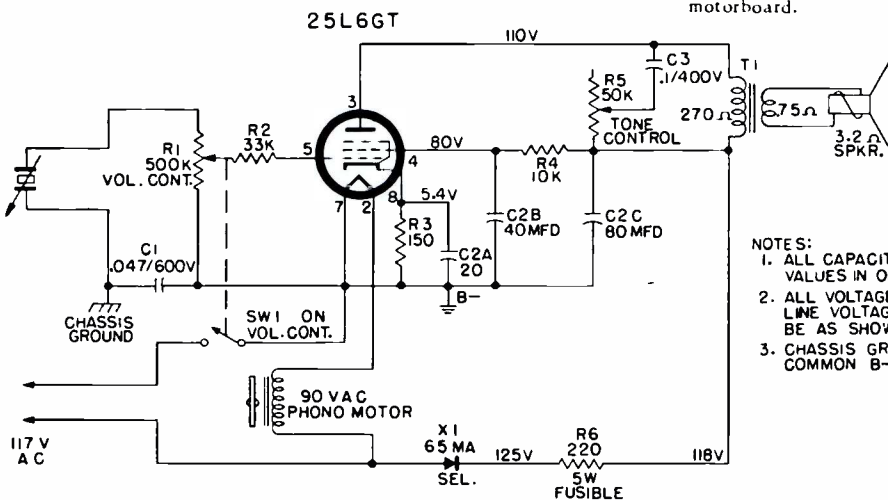 motorboard.
25L6GT
110V
C3
.1/400V
T1
R5
50K
TONE
CONTROL
270Ω
.75Ω
3.2Ω
SPKR.
3
R2
33K
5
R1
500K
VOL. CONT.
4
80V
R4
10K
7
2
8
5.4V
R3
150
C2A
20
C2B
40MFD
C2C
80MFD
C1
.047/600V
B-
CHASSIS
GROUND
SW1 ON
VOL. CONT.
NOTES:
1. ALL CAPACIT
VALUES IN O
2. ALL VOLTAGE
LINE VOLTAG
BE AS SHOW
3. CHASSIS GR
COMMON B-
90 VAC
PHONO MOTOR
117 V
AC
X1
65 MA
SEL.
125V
R6
220
5W
FUSIBLE
118V